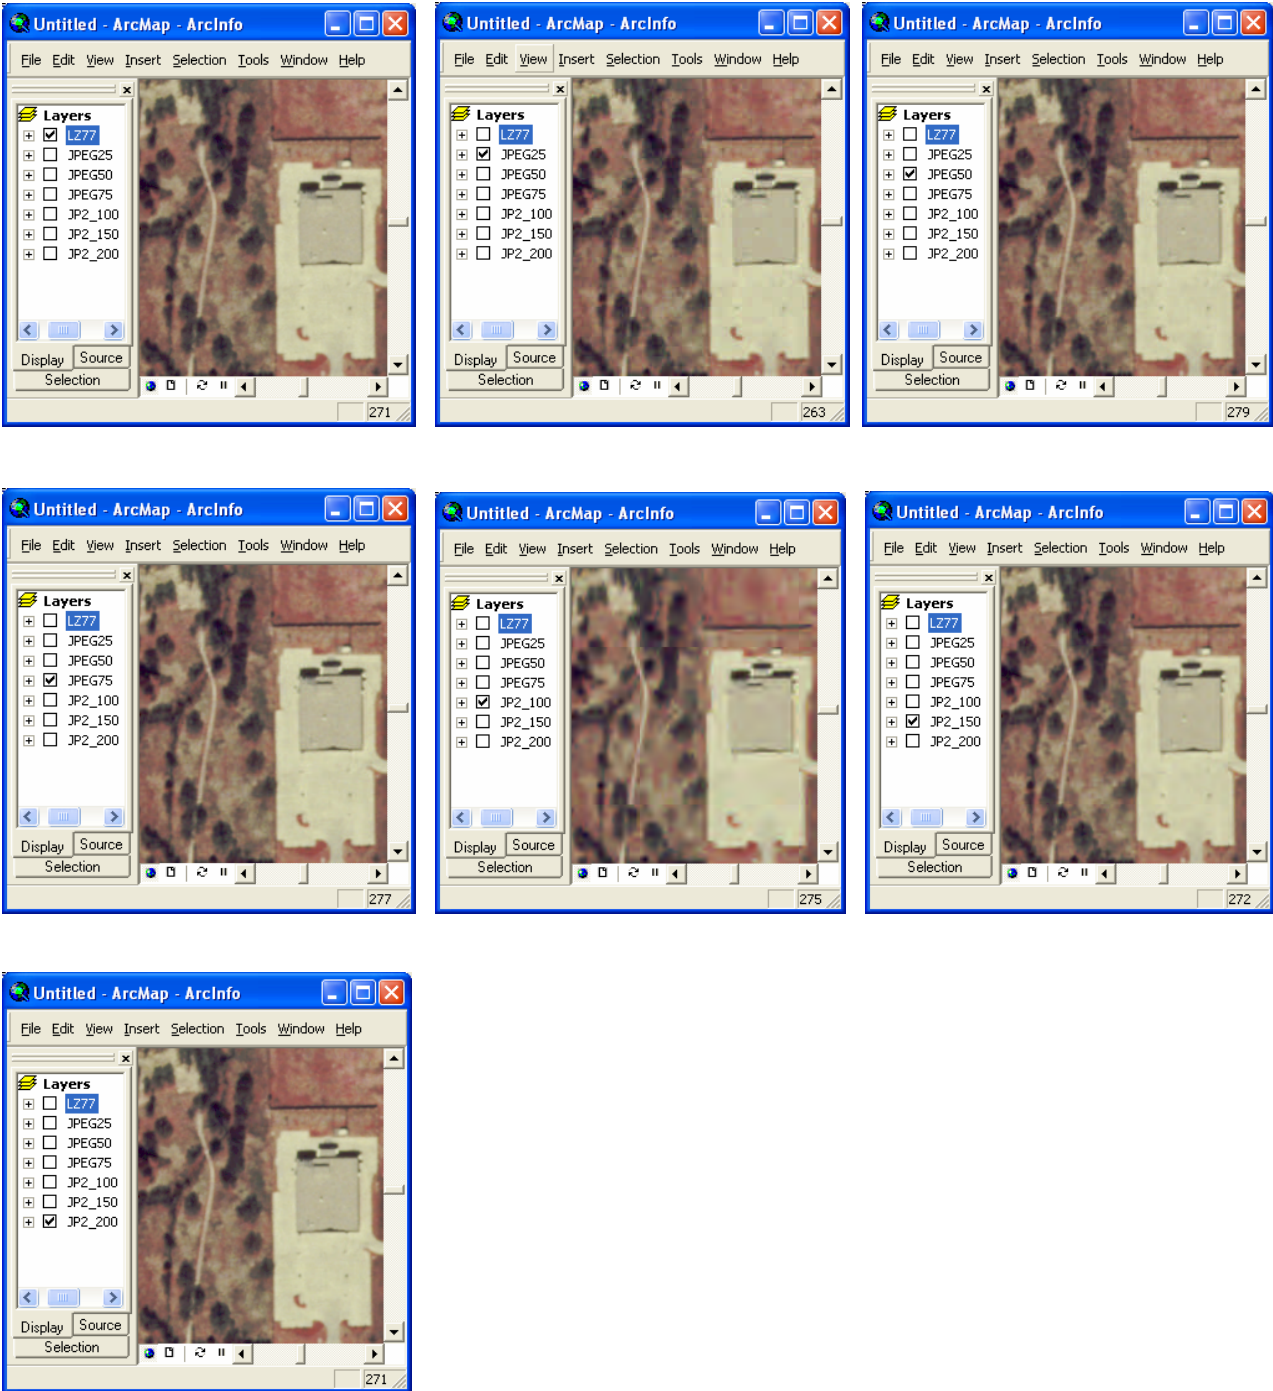 Untitled - ArcMap - ArcInfo
File Edit View Insert Selection Tools Window Help
Layers
LZ77
JPEG25
JPEG50
JPEG75
JP2_100
JP2_150
JP2_200
Display Source
Selection
271
Untitled - ArcMap - ArcInfo
File Edit View Insert Selection Tools Window Help
Layers
LZ77
JPEG25
JPEG50
JPEG75
JP2_100
JP2_150
JP2_200
Display Source
Selection
263
Untitled - ArcMap - ArcInfo
File Edit View Insert Selection Tools Window Help
Layers
LZ77
JPEG25
JPEG50
JPEG75
JP2_100
JP2_150
JP2_200
Display Source
Selection
279
Untitled - ArcMap - ArcInfo
File Edit View Insert Selection Tools Window Help
Layers
LZ77
JPEG25
JPEG50
JPEG75
JP2_100
JP2_150
JP2_200
Display Source
Selection
277
Untitled - ArcMap - ArcInfo
File Edit View Insert Selection Tools Window Help
Layers
LZ77
JPEG25
JPEG50
JPEG75
JP2_100
JP2_150
JP2_200
Display Source
Selection
275
Untitled - ArcMap - ArcInfo
File Edit View Insert Selection Tools Window Help
Layers
LZ77
JPEG25
JPEG50
JPEG75
JP2_100
JP2_150
JP2_200
Display Source
Selection
272
Untitled - ArcMap - ArcInfo
File Edit View Insert Selection Tools Window Help
Layers
LZ77
JPEG25
JPEG50
JPEG75
JP2_100
JP2_150
JP2_200
Display Source
Selection
271